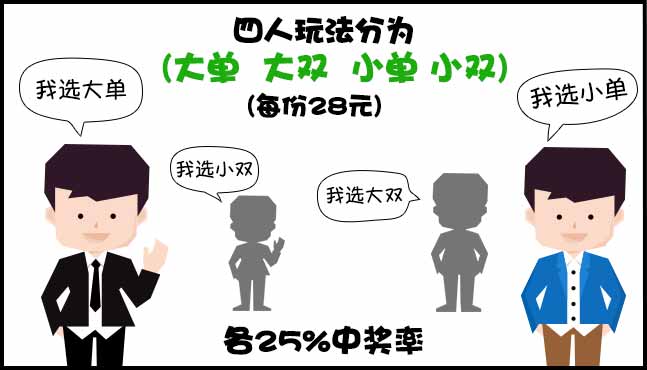 四人玩法分为
(大单 大双 小单 小双)
(每份28元)
我选大单
我选小单
我选小双
我选大双
各25%中奖率